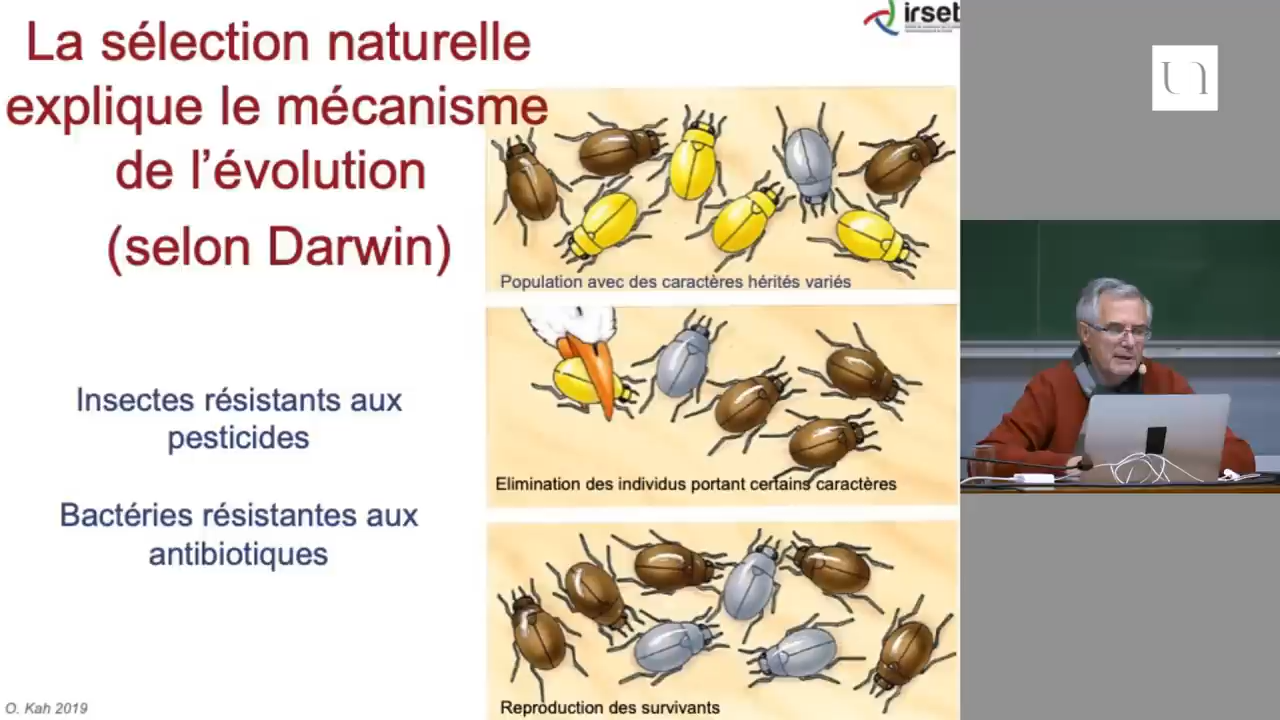 La sélection naturelle
explique le mécanisme
de l’évolution
(selon Darwin)
Insectes résistants aux
pesticides
Bactéries résistantes aux
antibiotiques
O. Kah 2019
irset
Population avec des caractères hérités variés
Elimination des individus portant certains caractères
Reproduction des survivants